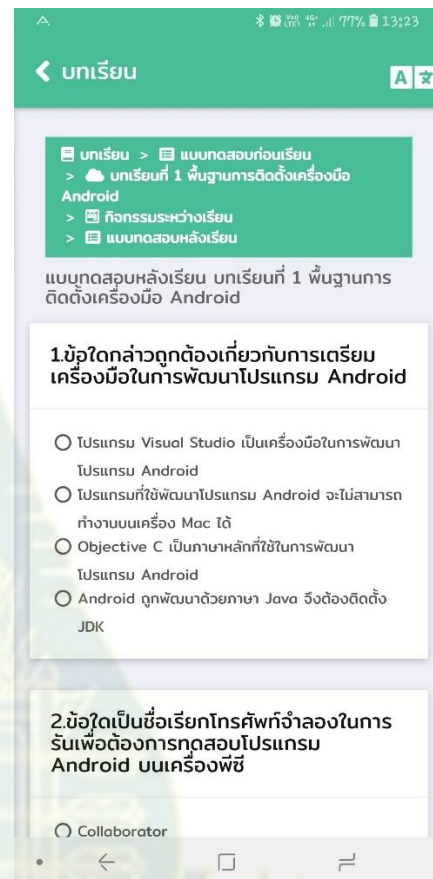 77% 13:23
บทเรียน
A
บทเรียน > แบบทดสอบก่อนเรียน
> บทเรียนที่ 1 พื้นฐานการติดตั้งเครื่องมือ
Android
> กิจกรรมระหว่างเรียน
> แบบทดสอบหลังเรียน
แบบทดสอบหลังเรียน บทเรียนที่ 1 พื้นฐานการ
ติดตั้งเครื่องมือ Android
1.ข้อใดกล่าวถูกต้องเกี่ยวกับการเตรียม
เครื่องมือในการพัฒนาโปรแกรม Android
โปรแกรม Visual Studio เป็นเครื่องมือในการพัฒนา
โปรแกรม Android
โปรแกรมที่ใช้พัฒนาโปรแกรม Android จะไม่สามารถ
ทำงานบนเครื่อง Mac ได้
Objective C เป็นภาษาหลักที่ใช้ในการพัฒนา
โปรแกรม Android
Android ถูกพัฒนาด้วยภาษา Java จึงต้องติดตั้ง
JDK
2.ข้อใดเป็นชื่อเรียกโทรศัพท์จำลองในการ
รันเพื่อต้องการทดสอบโปรแกรม
Android บนเครื่องพีซี
Collaborator